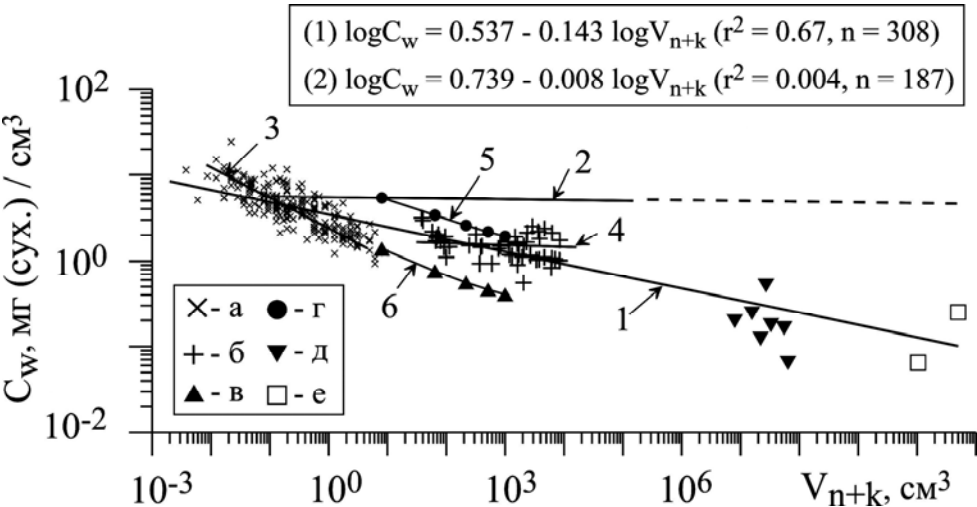 (1) logC_w = 0.537 - 0.143 logV_n+k (r² = 0.67, n = 308)
(2) logC_w = 0.739 - 0.008 logV_n+k (r² = 0.004, n = 187)
C_w, мг (сух.) / см³
10²
10⁰
10⁻²
3
5
2
4
6
1
а
г
б
д
в
е
10⁻³
10⁰
10³
10⁶
V_n+k, см³